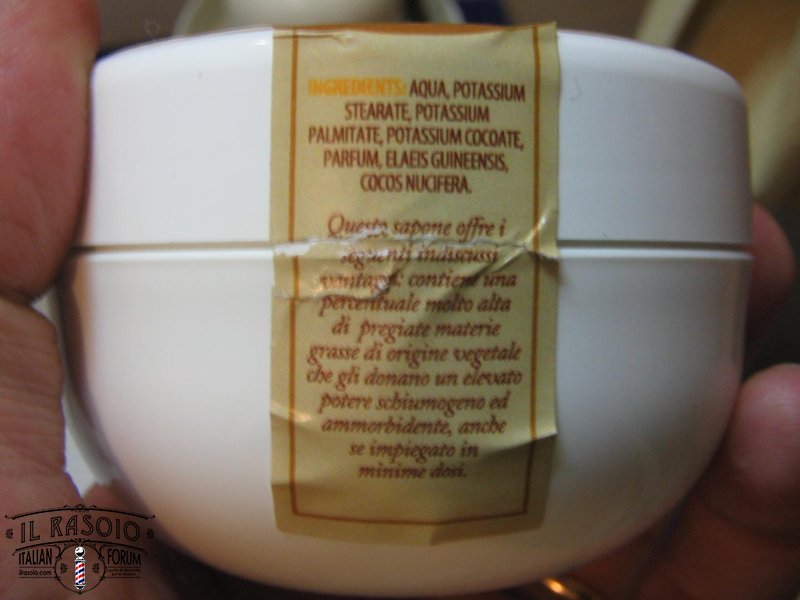 INGREDIENTS: AQUA, POTASSIUM
STEARATE, POTASSIUM
PALMITATE, POTASSIUM COCOATE,
PARFUM, ELAEIS GUINEENSIS,
COCOS NUCIFERA.
Questo sapone offre i
seguenti indiscussi
vantaggi: contiene una
percentuale molto alta
di pregiate materie
grasse di origine vegetale
che gli donano un elevato
potere schiumogeno ed
ammorbidente, anche
se impiegato in
minime dosi.
IL RASOIO
ITALIAN FORUM
ilrasoio.com